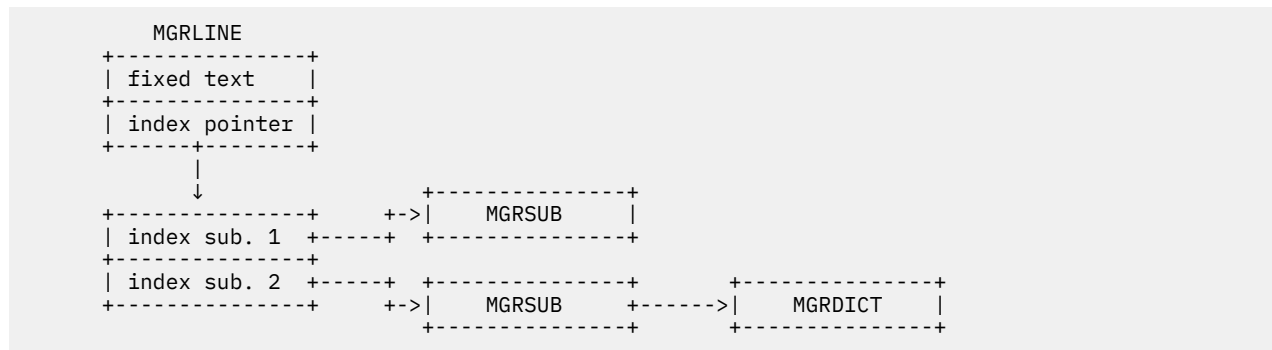 MGRLINE
fixed text
index pointer
MGRSUB
index sub. 1
index sub. 2
MGRSUB MGRDICT